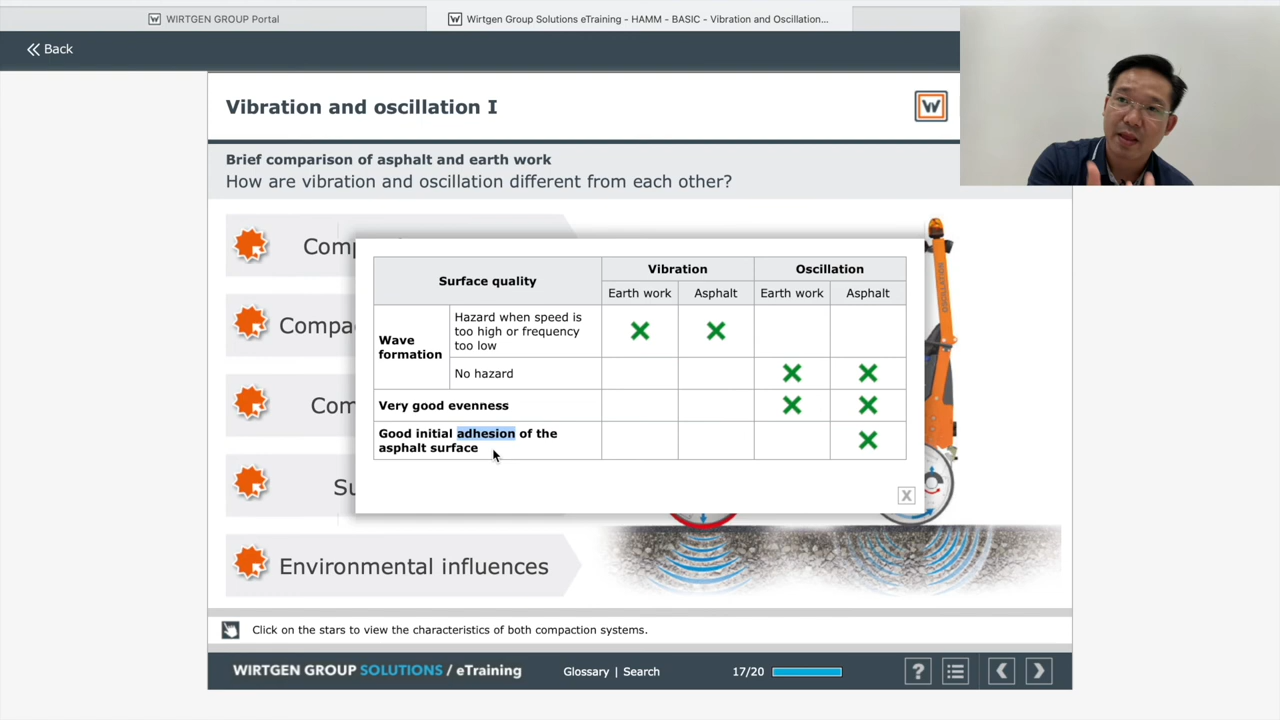 WIRTGEN GROUP Portal
Wirtgen Group Solutions eTraining - HAMM - BASIC - Vibration and Oscillation...
Back
Vibration and oscillation I
W
Brief comparison of asphalt and earth work
How are vibration and oscillation different from each other?
Surface quality
Vibration
Oscillation
Earth work
Asphalt
Earth work
Asphalt
Wave
formation
Hazard when speed is
too high or frequency
too low
No hazard
Very good evenness
Good initial adhesion of the
asphalt surface
X
OSCILLATION
Environmental influences
Click on the stars to view the characteristics of both compaction systems.
WIRTGEN GROUP SOLUTIONS / eTraining
Glossary | Search
17/20
?